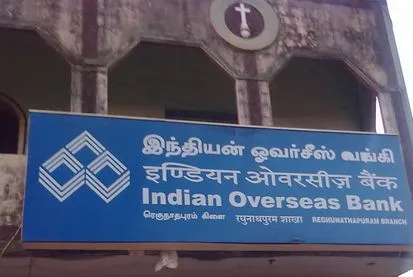 இந்தியன் ஓவர்சீஸ் வங்கி
इण्डियन ओवरसीज़ बैंक
Indian Overseas Bank
ரெகுநாதபுரம் கிளை रघुनाथपुरम शाखा REGHUNATHAPURAM BRANCH